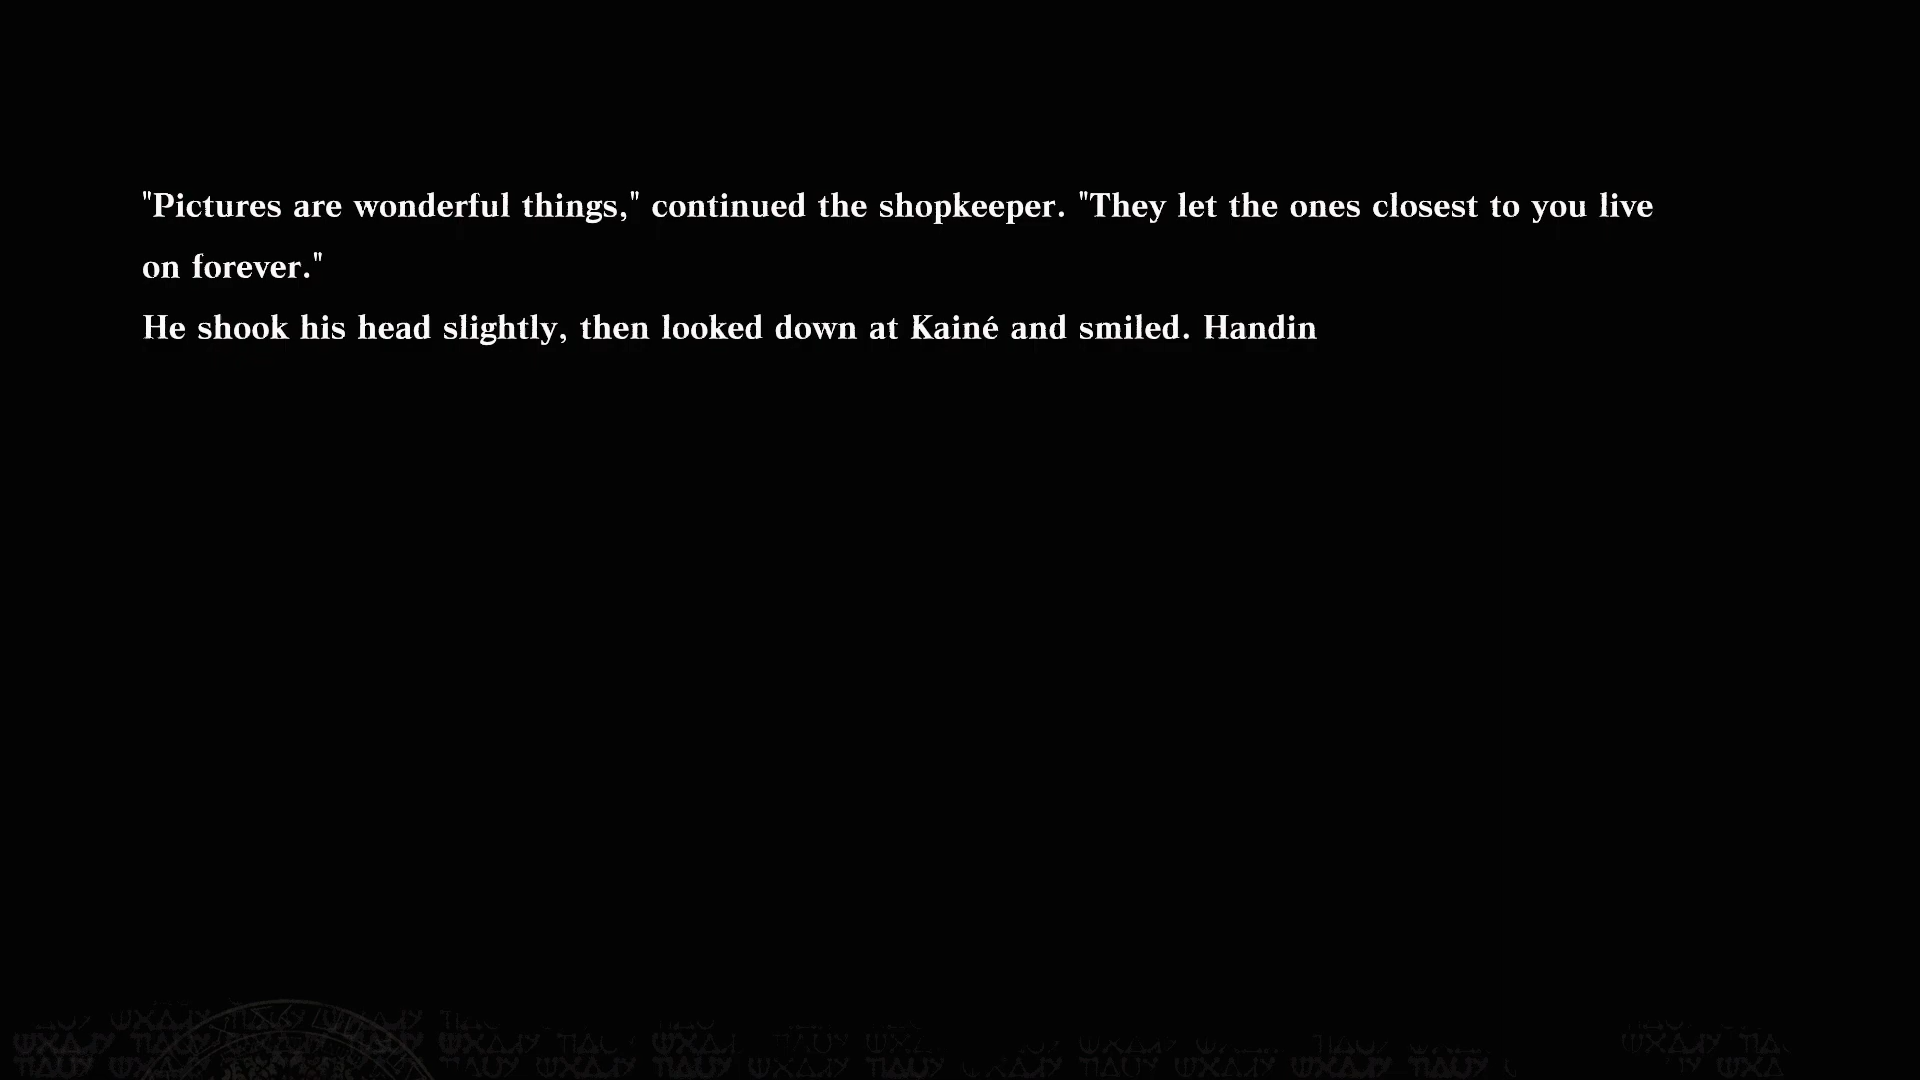 "Pictures are wonderful things," continued the shopkeeper. "They let the ones closest to you live
on forever."
He shook his head slightly, then looked down at Kainé and smiled. Handin